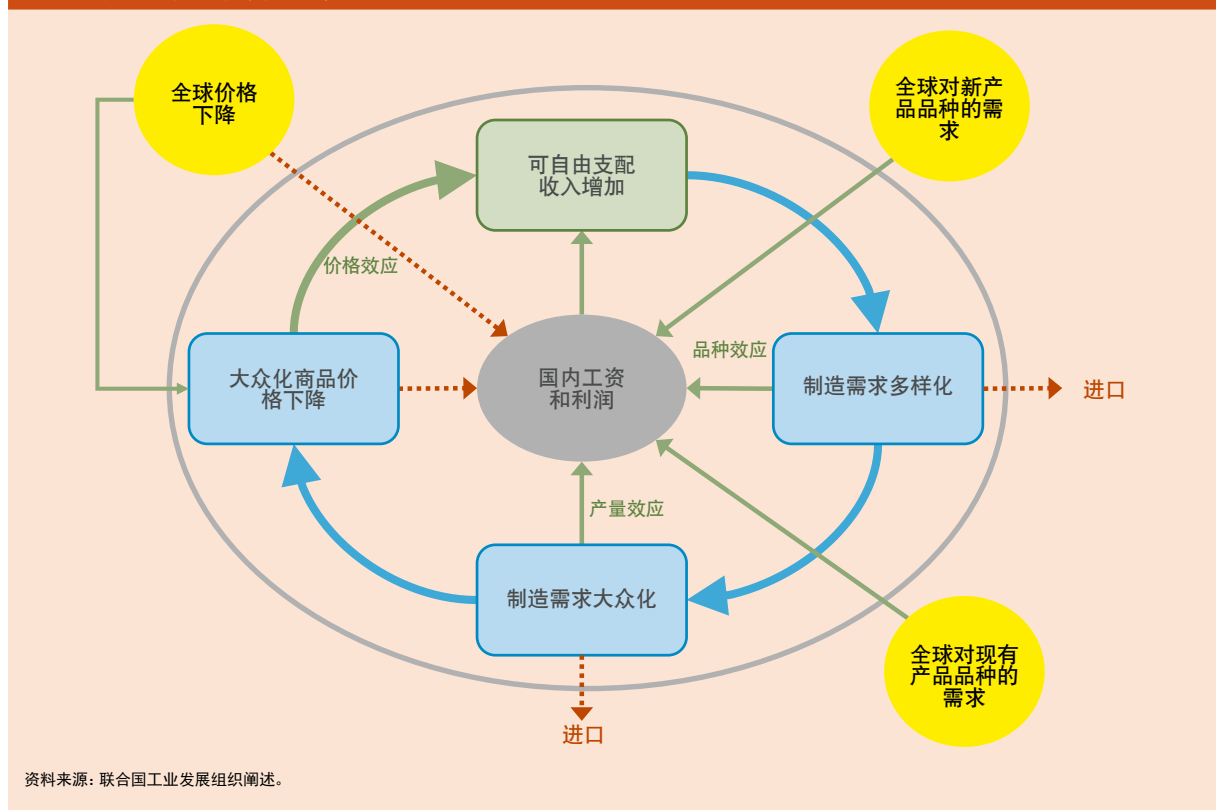 全球价格
下降
全球对新产
品品种的需
求
可自由支配
收入增加
价格效应
品种效应
大众化商品价
格下降
国内工资
和利润
制造需求多样化
进口
产量效应
制造需求大众化
全球对现有
产品品种的
需求
进口
资料来源：联合国工业发展组织阐述。